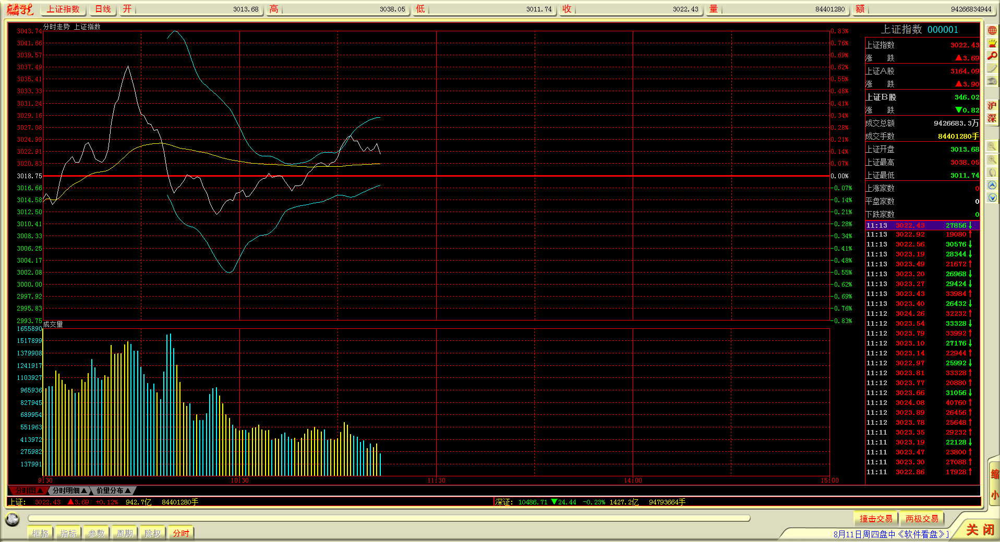 上证指数 日线 开 3013.68 高 3038.05 低 3011.74 收 3022.43 量 84401280 额 94266834944
分时走势 上证指数
3043.74 0.83%
3041.66 0.76%
3039.57 0.69%
3037.49 0.62%
3035.41 0.55%
3033.33 0.48%
3031.24 0.41%
3029.16 0.34%
3027.08 0.28%
3024.99 0.21%
3022.91 0.14%
3020.83 0.07%
3018.75 0.00%
3016.66 -0.07%
3014.58 -0.14%
3012.50 -0.21%
3010.41 -0.28%
3008.33 -0.34%
3006.25 -0.41%
3004.17 -0.48%
3002.08 -0.55%
3000.00 -0.62%
2997.92 -0.69%
2995.83 -0.76%
2993.75 -0.83%
成交量
1655890
1517899
1379908
1241917
1103927
965936
827945
689954
551963
413972
275982
137991
9:30 10:30 11:30 14:00 15:00
上证指数 000001
上证指数 3022.43
涨 跌 ▲3.69
上证A股 3164.09
涨 跌 ▲3.90
上证B股 346.02
涨 跌 ▼0.82
成交总额 9426683.3万
成交手数 84401280手
上证开盘 3013.68
上证最高 3038.05
上证最低 3011.74
上涨家数 0
平盘家数 0
下跌家数 0
11:13 3022.43 27856↓
11:13 3022.92 19080↑
11:13 3022.56 30576↓
11:13 3023.19 28344↓
11:13 3023.49 21672↑
11:13 3023.20 26968↓
11:13 3023.27 29424↓
11:13 3023.43 33984↑
11:13 3023.40 26432↓
11:12 3024.26 32232↑
11:12 3023.54 33328↓
11:12 3023.79 33992↑
11:12 3023.10 27176↓
11:12 3023.14 22944↑
11:12 3022.97 25992↓
11:12 3023.81 33328↑
11:12 3023.77 20880↑
11:12 3023.66 31056↓
11:12 3024.08 40760↑
11:12 3023.89 26456↑
11:12 3023.78 25648↑
11:11 3023.35 29232↑
11:11 3023.19 22128↓
11:11 3023.47 23800↑
11:11 3023.30 27088↑
11:11 3022.86 17928↑
沪
深
缩
小
分时图▲ 分时明细▲ 价量分布▲
上证: 3022.43 ▲3.69 +0.12% 942.7亿 84401280手 深证: 10486.71 ▼24.44 -0.23% 1427.2亿 94793664手
撞击交易 两极交易
框格 指标 参数 周期 除权 分时
8月11日周四盘中《软件看盘》
关闭